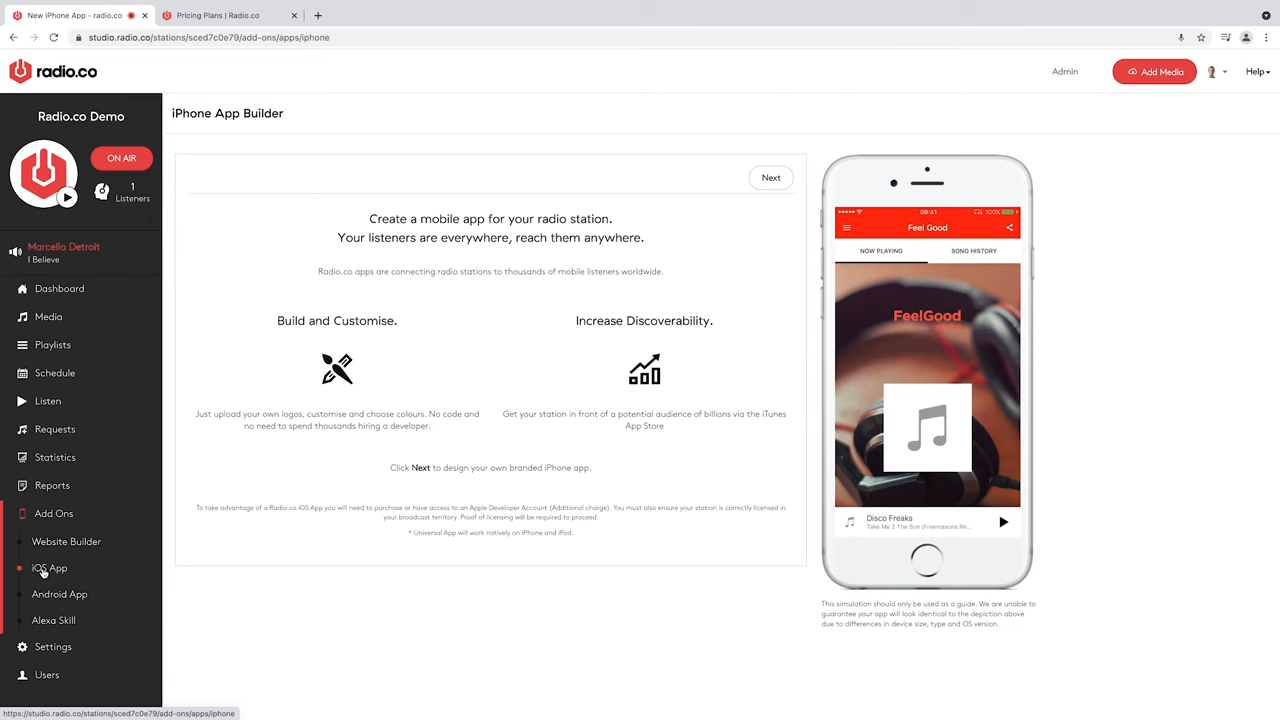 New iPhone App - radio.co
Pricing Plans | Radio.co
studio.radio.co/stations/sced7c0e79/add-ons/apps/iphone
radio.co
Admin
Add Media
Help
Radio.co Demo
ON AIR
1
Listeners
Marcella Detroit
I Believe
Dashboard
Media
Playlists
Schedule
Listen
Requests
Statistics
Reports
Add Ons
Website Builder
iOS App
Android App
Alexa Skill
Settings
Users
iPhone App Builder
Next
Create a mobile app for your radio station.
Your listeners are everywhere, reach them anywhere.
Radio.co apps are connecting radio stations to thousands of mobile listeners worldwide.
Build and Customise.
Just upload your own logos, customise and choose colours. No code and
no need to spend thousands hiring a developer.
Increase Discoverability.
Get your station in front of a potential audience of billions via the iTunes
App Store
Click Next to design your own branded iPhone app.
To take advantage of a Radio.co iOS App you will need to purchase or have access to an Apple Developer Account (Additional charge). You must also ensure your station is correctly licensed in
your broadcast territory. Proof of licensing will be required to proceed.
* Universal App will work natively on iPhone and iPad.
09:41
100%
Feel Good
NOW PLAYING
SONG HISTORY
FeelGood
Disco Freaks
Take Me 2 The Sun (Freemasons Re...
This simulation should only be used as a guide. We are unable to
guarantee your app will look identical to the depiction above
due to differences in device size, type and OS version.
https://studio.radio.co/stations/sced7c0e79/add-ons/apps/iphone